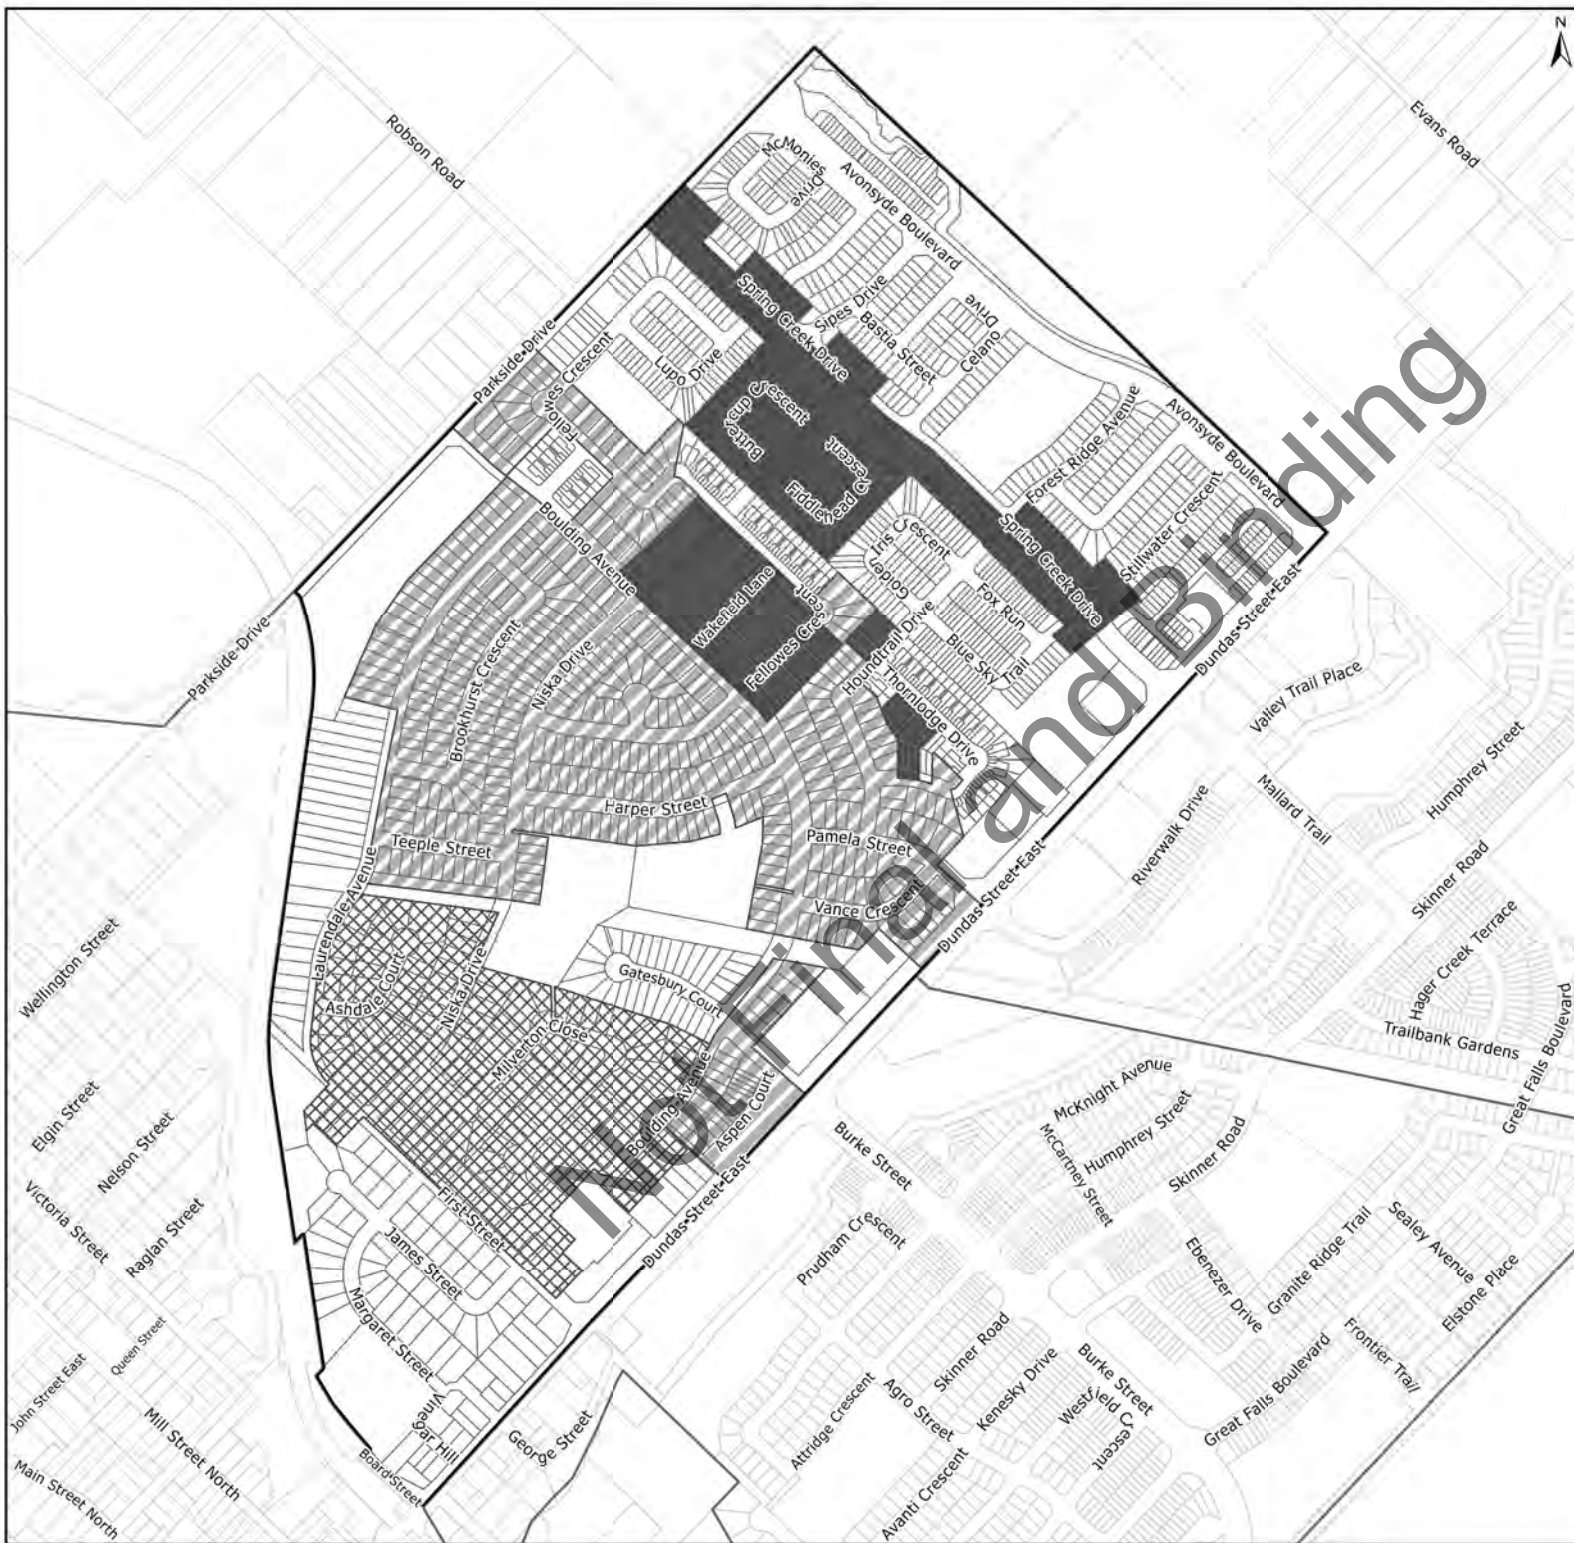 N
Evans Road
Robson Road
McMonies Drive
Avonsyde Boulevard
Spring Creek Drive
Sipes Drive
Bastia Street
Celano Drive
Parkside Drive
Fellowes Crescent
Lupo Drive
Buttercup Crescent
Fiddlehead Crescent
Forest Ridge Avenue
Avonsyde Boulevard
Stillwater Crescent
Spring Creek Drive
Golden Iris Crescent
Fox Run
Blue Sky Trail
Houndtrail Drive
Thornlodge Drive
Boulding Avenue
Wakefield Lane
Fellowes Crescent
Parkside Drive
Brookhurst Crescent
Niska Drive
Harper Street
Teeple Street
Pamela Street
Vance Crescent
Dundas Street East
Valley Trail Place
Mallard Trail
Humphrey Street
Riverwalk Drive
Skinner Road
Dundas Street East
Hager Creek Terrace
Trailbank Gardens
Great Falls Boulevard
Wellington Street
Laurendale Avenue
Ashdale Court
Niska Drive
Gatesbury Court
Milverton Close
Boulding Avenue
Aspen Court
Dundas Street East
McKnight Avenue
Humphrey Street
McCartney Street
Skinner Road
Burke Street
Elgin Street
Nelson Street
Victoria Street
Raglan Street
First Street
James Street
Margaret Street
Vinegar Hill
Board Street
George Street
Prudham Crescent
Ebenezer Drive
Granite Ridge Trail
Sealey Avenue
Elstone Place
Frontier Trail
Great Falls Boulevard
Skinner Road
Kenesky Drive
Burke Street
Westfield Crescent
Agro Street
Attridge Crescent
Avanti Crescent
Queen Street
John Street East
Mill Street North
Main Street North
Not Final and Binding